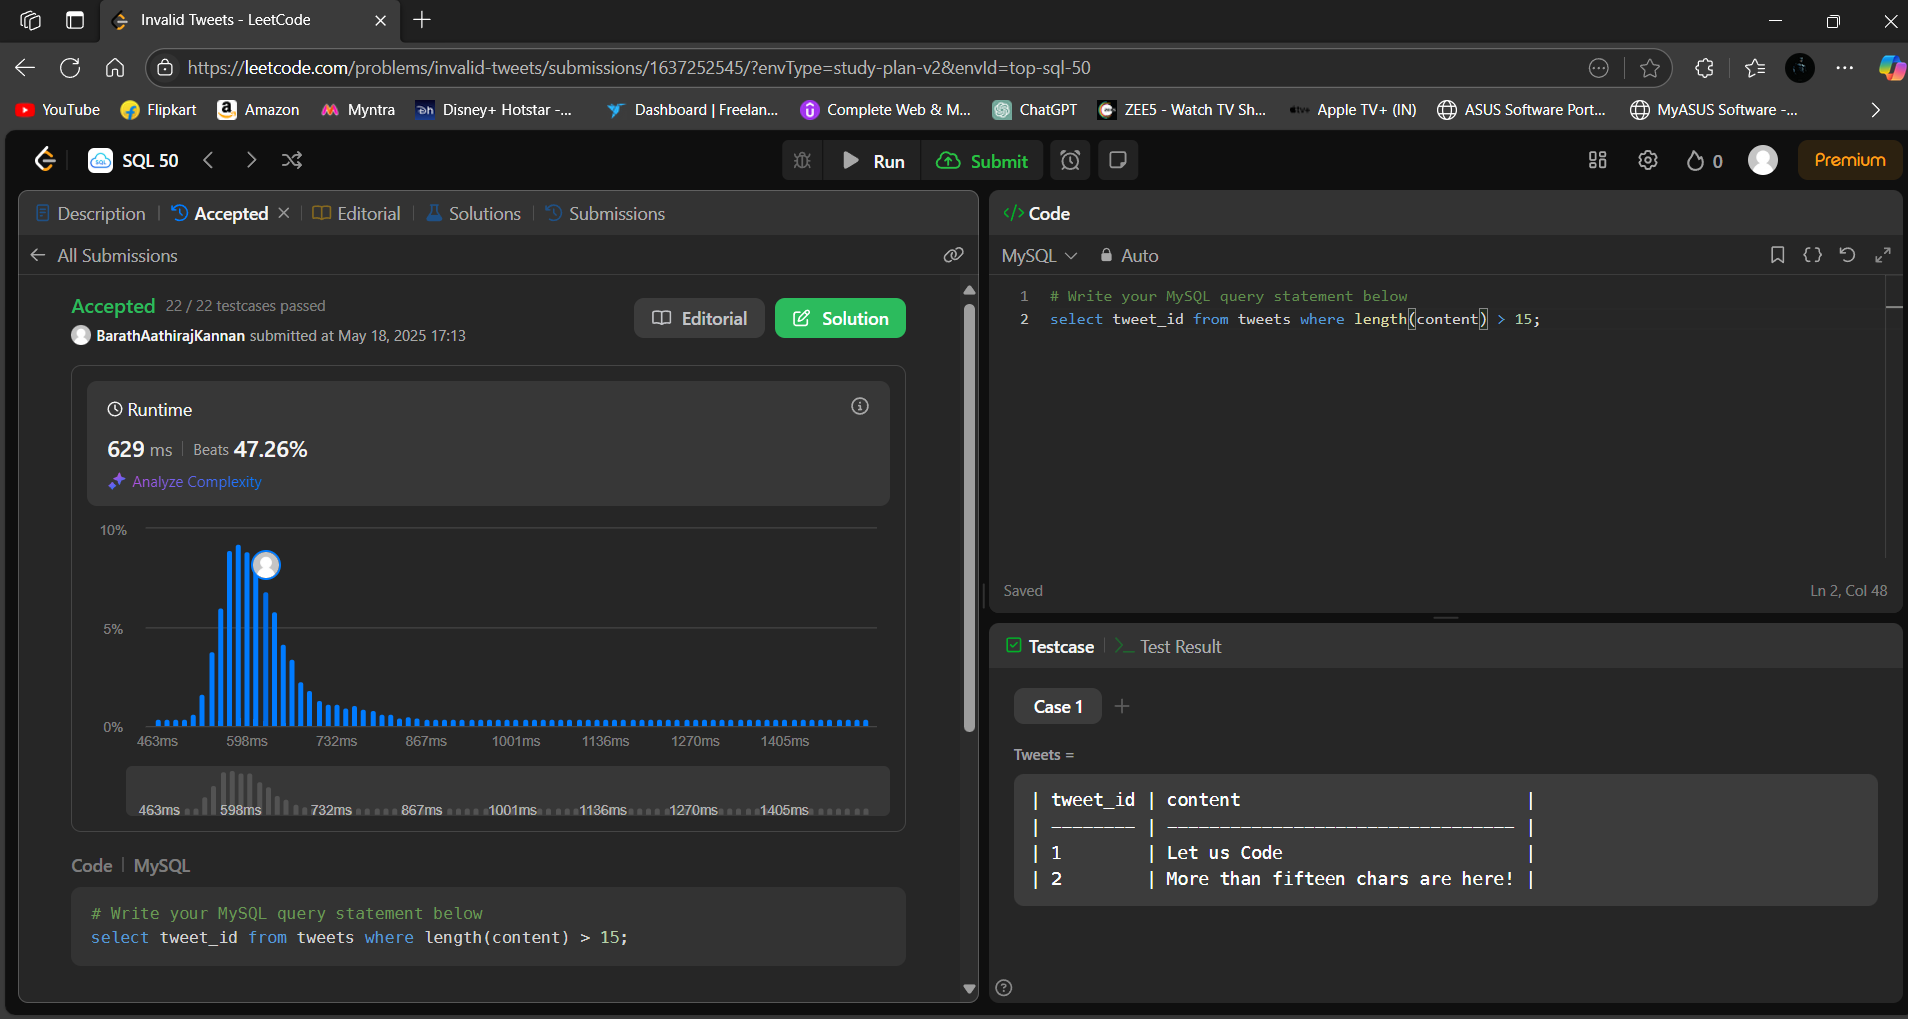 Invalid Tweets - LeetCode
https://leetcode.com/problems/invalid-tweets/submissions/1637252545/?envType=study-plan-v2&envId=top-sql-50
YouTube Flipkart Amazon Myntra Disney+ Hotstar -... Dashboard | Freelan... Complete Web & M... ChatGPT ZEE5 - Watch TV Sh... Apple TV+ (IN) ASUS Software Port... MyASUS Software -...
SQL 50 Run Submit 0 Premium
Description Accepted Editorial Solutions Submissions
All Submissions
Accepted 22 / 22 testcases passed
BarathAathirajKannan submitted at May 18, 2025 17:13
Editorial Solution
Runtime
629 ms Beats 47.26%
Analyze Complexity
10%
5%
0%
463ms 598ms 732ms 867ms 1001ms 1136ms 1270ms 1405ms
463ms 598ms 732ms 867ms 1001ms 1136ms 1270ms 1405ms
Code MySQL
# Write your MySQL query statement below
select tweet_id from tweets where length(content) > 15;
</> Code
MySQL Auto
1 # Write your MySQL query statement below
2 select tweet_id from tweets where length(content) > 15;
Saved Ln 2, Col 48
Testcase Test Result
Case 1
Tweets =
| tweet_id | content |
| -------- | --------------------------------- |
| 1 | Let us Code |
| 2 | More than fifteen chars are here! |